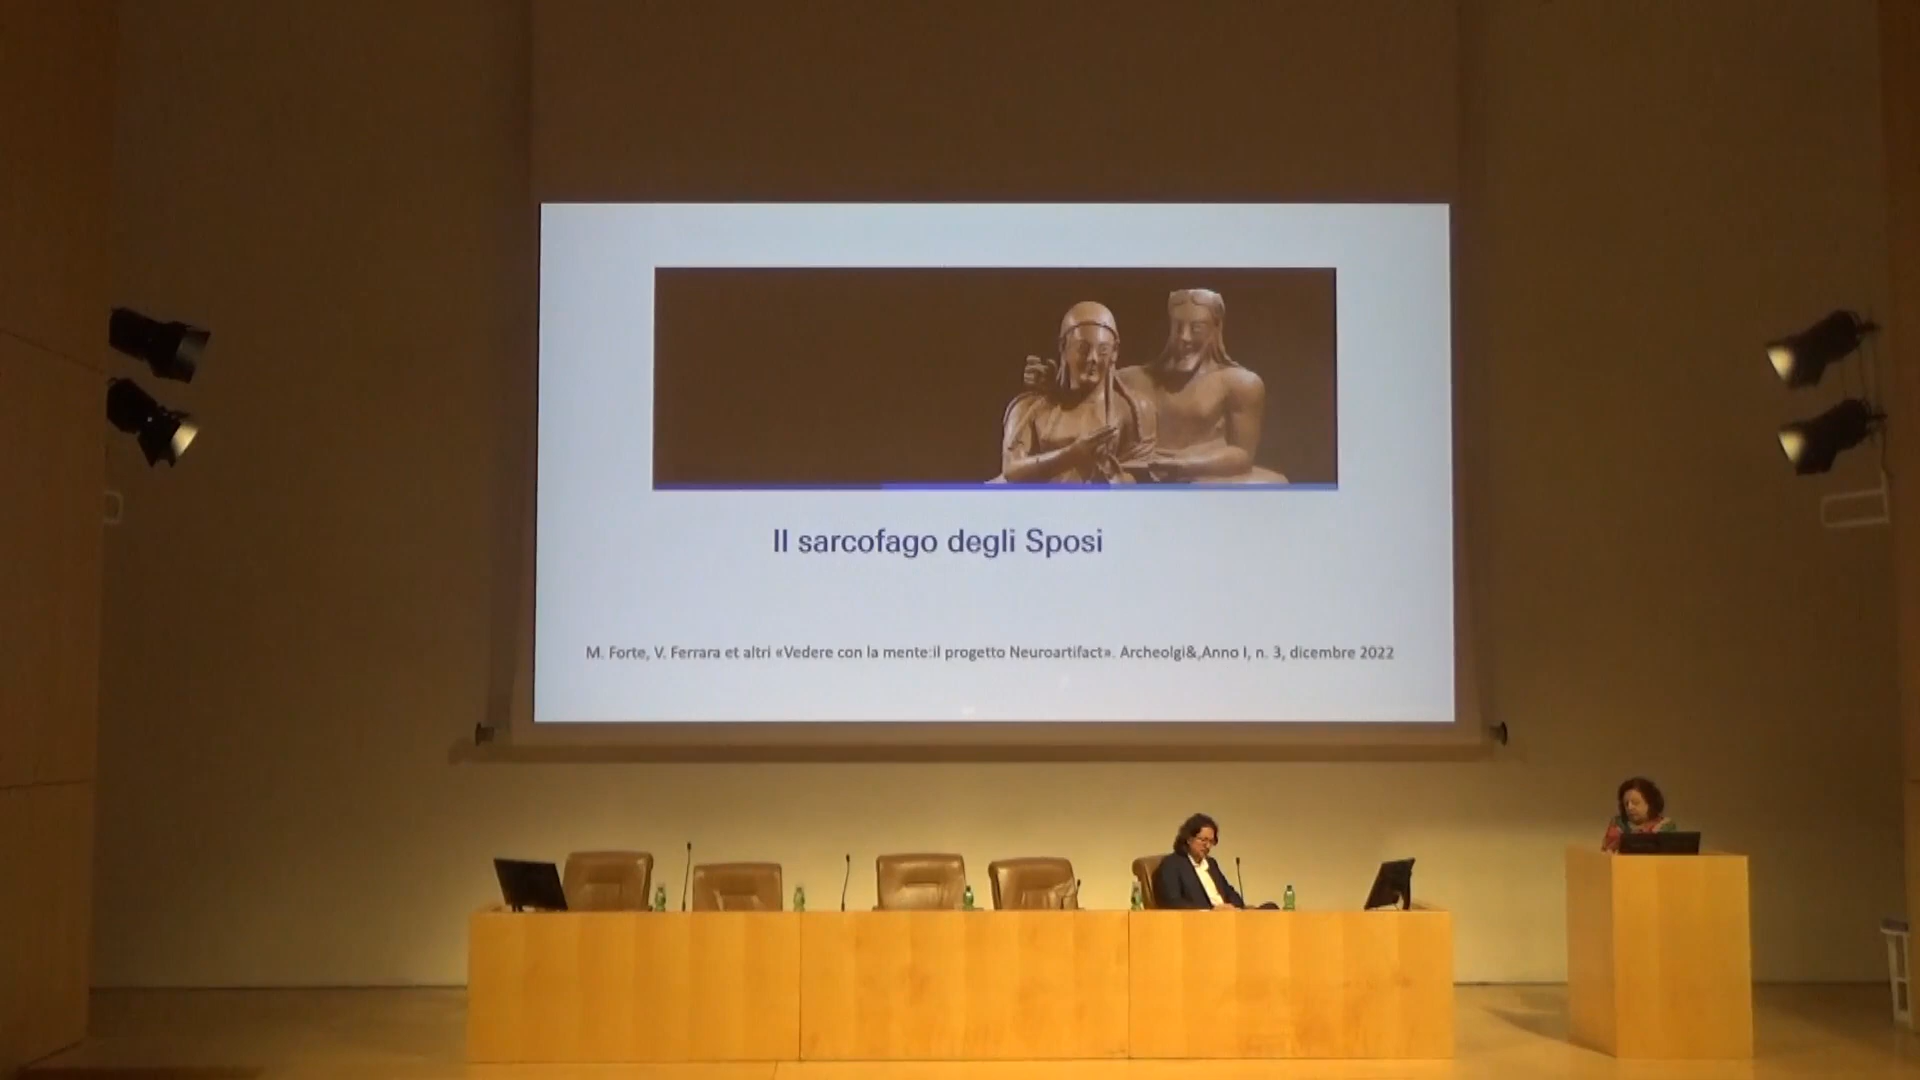 Il sarcofago degli Sposi
M. Forte, V. Ferrara et altri «Vedere con la mente:il progetto Neuroartifact». Archeolgi&,Anno I, n. 3, dicembre 2022